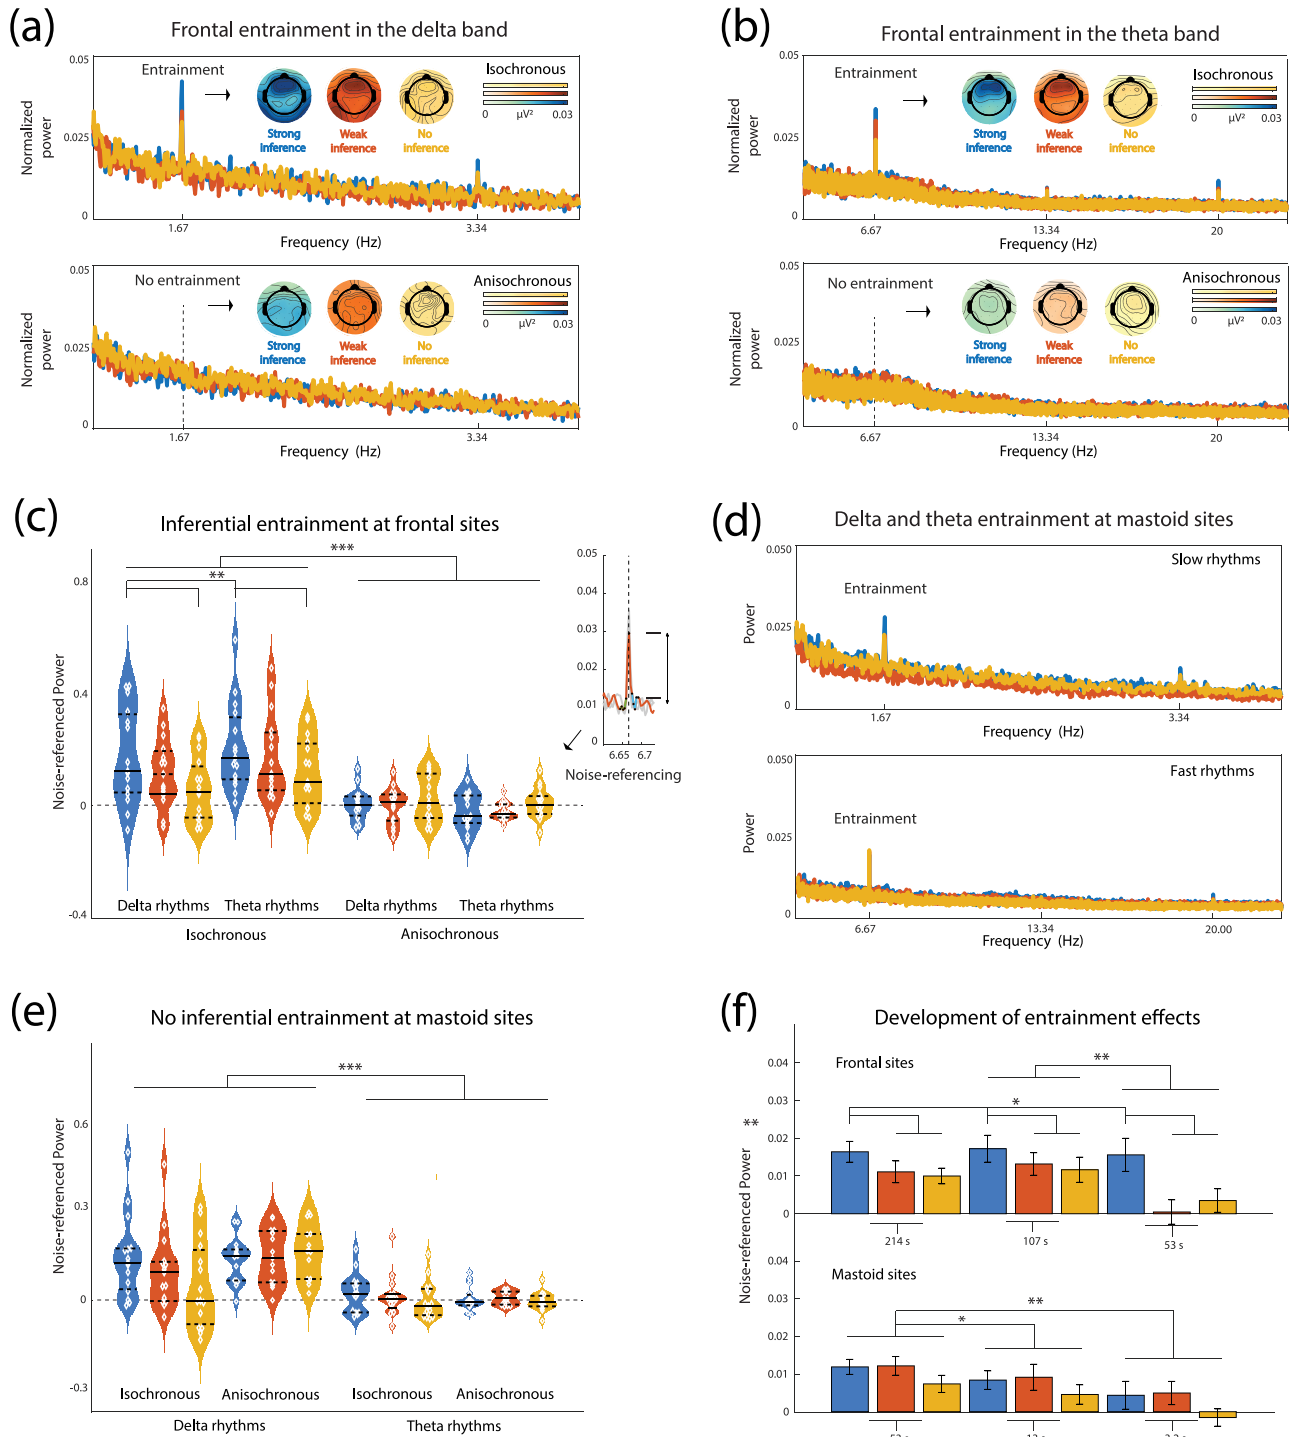 (a)
Frontal entrainment in the delta band
0.05
Entrainment
Isochronous
Normalized power
0.025
0 μV² 0.03
Strong inference
Weak inference
No inference
0
1.67
3.34
Frequency (Hz)
0.05
No entrainment
Anisochronous
Normalized power
0.025
0 μV² 0.03
Strong inference
Weak inference
No inference
0
1.67
3.34
Frequency (Hz)
(b)
Frontal entrainment in the theta band
0.05
Entrainment
Isochronous
Normalized power
0.025
0 μV² 0.03
Strong inference
Weak inference
No inference
0
6.67
13.34
20
Frequency (Hz)
0.05
No entrainment
Anisochronous
Normalized power
0.025
0 μV² 0.03
Strong inference
Weak inference
No inference
0
6.67
13.34
20
Frequency (Hz)
(c)
Inferential entrainment at frontal sites
***
**
0.8
0.4
0
-0.4
Noise-referenced Power
Delta rhythms
Theta rhythms
Delta rhythms
Theta rhythms
Isochronous
Anisochronous
0.05
0.04
0.03
0.02
0.01
0
6.65
6.7
Noise-referencing
(d)
Delta and theta entrainment at mastoid sites
0.050
Slow rhythms
Entrainment
Power
0.025
0
1.67
3.34
Frequency (Hz)
0.050
Fast rhythms
Entrainment
Power
0.025
0
6.67
13.34
20.00
Frequency (Hz)
(e)
No inferential entrainment at mastoid sites
***
0.6
0.3
0
-0.3
Noise-referenced Power
Isochronous
Anisochronous
Isochronous
Anisochronous
Delta rhythms
Theta rhythms
(f)
Development of entrainment effects
0.04
Frontal sites
**
0.03
*
**
0.02
0.01
0
Noise-referenced Power
214 s
107 s
53 s
0.04
Mastoid sites
0.03
**
0.02
*
0.01
0